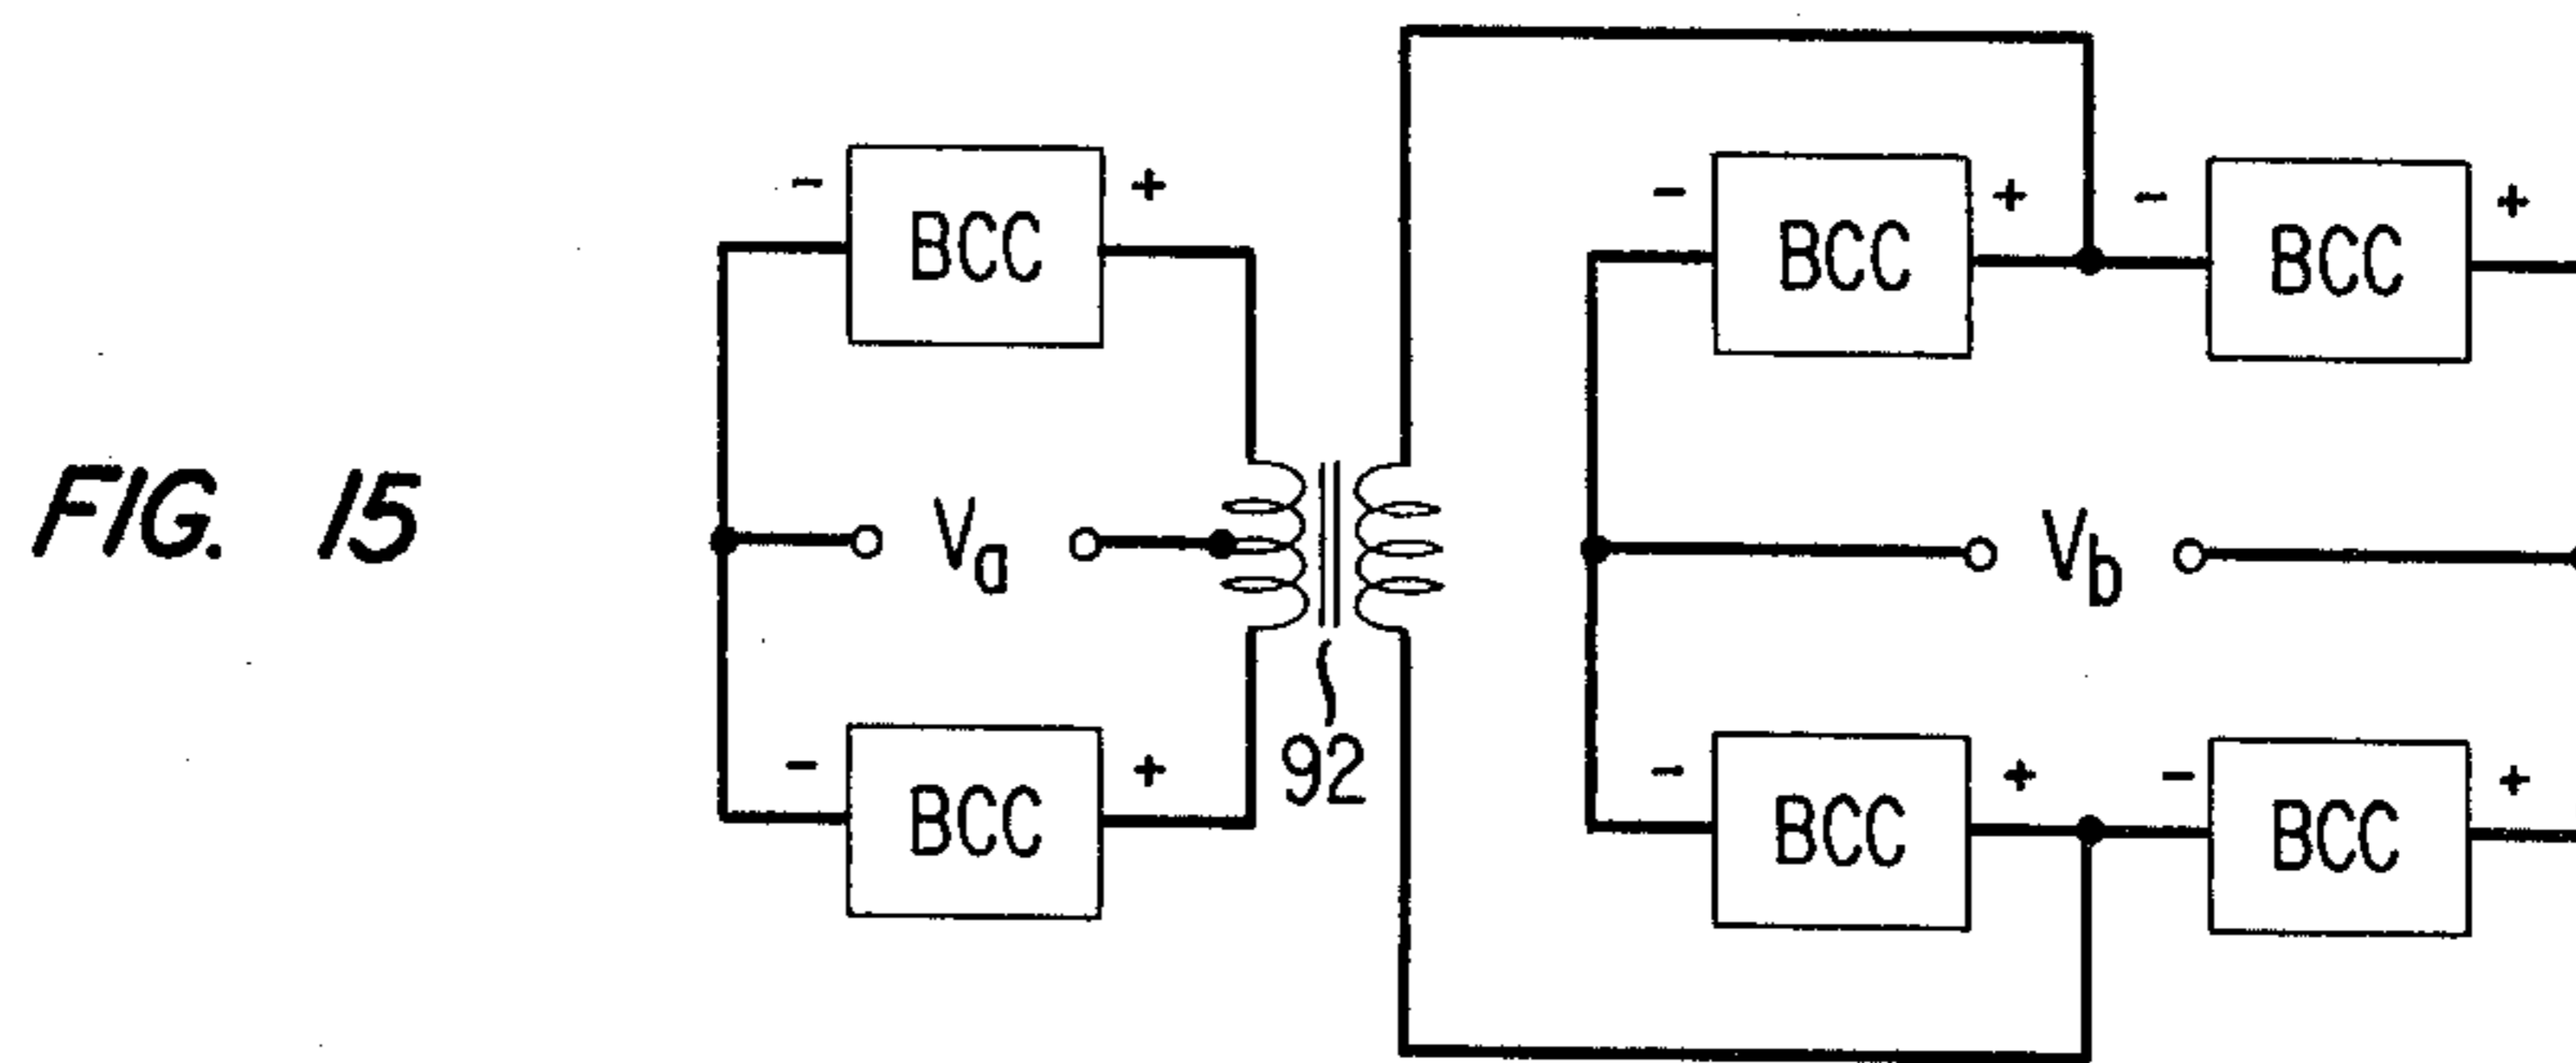 - BCC +
- BCC + - BCC +
FIG. 15
Va
Vb
92
- BCC +
- BCC + - BCC +